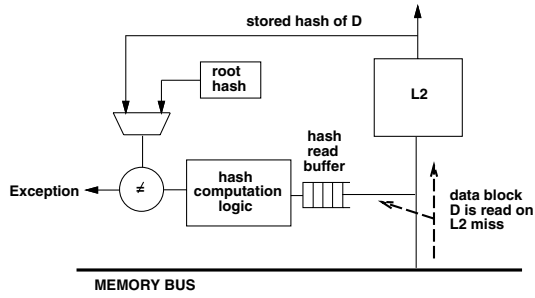 stored hash of D
root
hash
L2
hash
read
buffer
hash
computation
logic
≠
Exception
data block
D is read on
L2 miss
MEMORY BUS